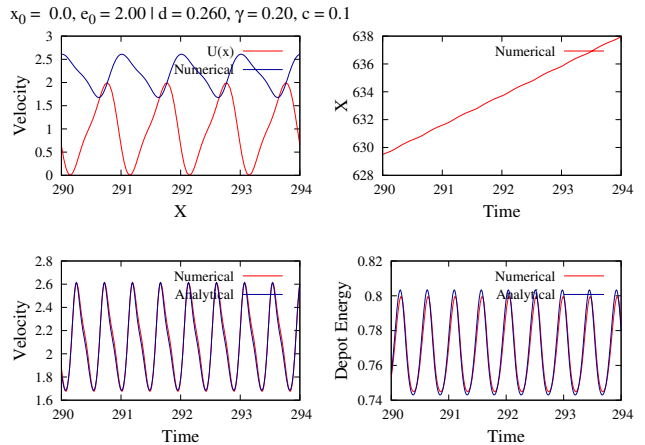 x0 = 0.0, e0 = 2.00 | d = 0.260, γ = 0.20, c = 0.1
Velocity
3
2.5
2
1.5
1
0.5
0
U(x)
Numerical
290 291 292 293 294
X
X
638
636
634
632
630
628
Numerical
290 291 292 293 294
Time
Velocity
2.8
2.6
2.4
2.2
2
1.8
1.6
Numerical
Analytical
290 291 292 293 294
Time
Depot Energy
0.82
0.8
0.78
0.76
0.74
Numerical
Analytical
290 291 292 293 294
Time